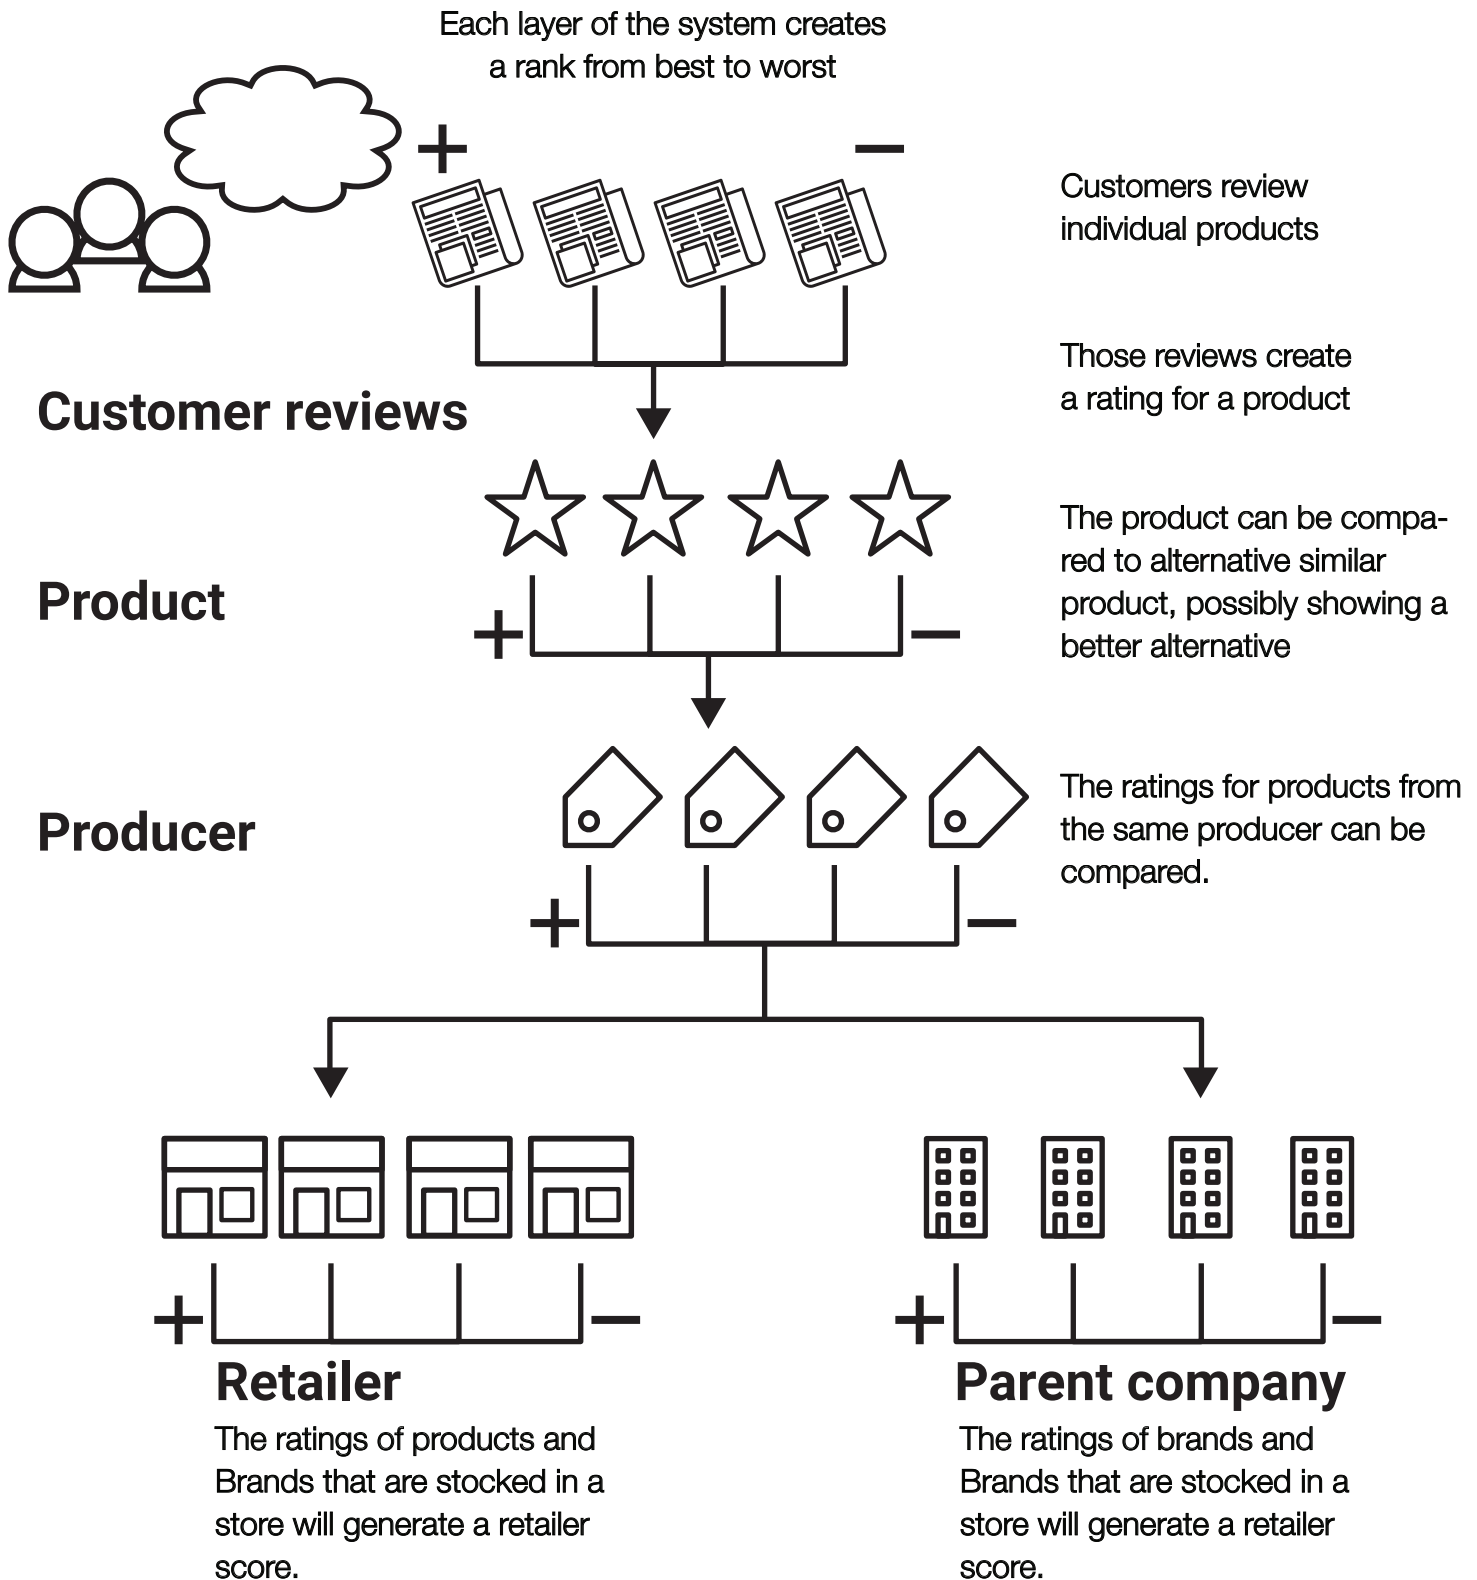 Each layer of the system creates
a rank from best to worst
Customers review
individual products
Those reviews create
a rating for a product
Customer reviews
The product can be compa-
red to alternative similar
product, possibly showing a
better alternative
Product
The ratings for products from
the same producer can be
compared.
Producer
Retailer
The ratings of products and
Brands that are stocked in a
store will generate a retailer
score.
Parent company
The ratings of brands and
Brands that are stocked in a
store will generate a retailer
score.